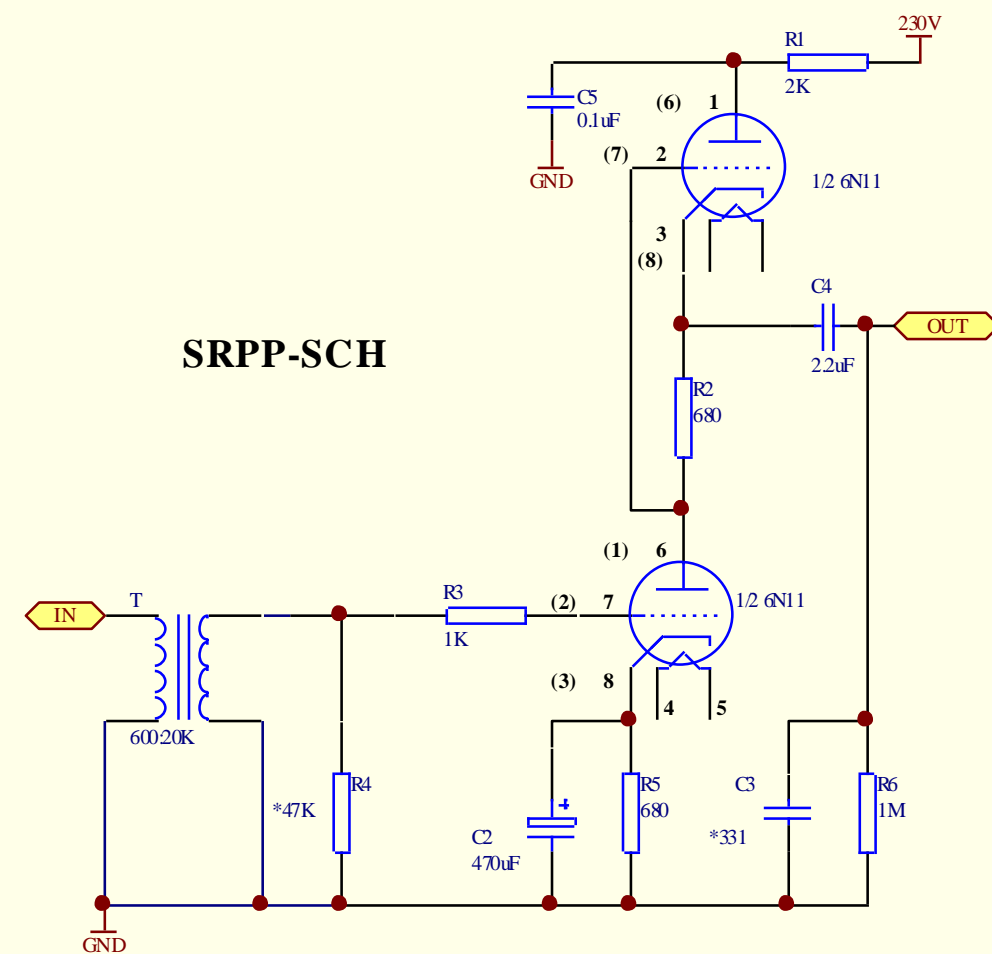 230V
R1
2K
C5
0.1uF
(6) 1
(7) 2
GND
1/2 6N11
3
(8)
C4
OUT
2.2uF
SRPP-SCH
R2
680
(1) 6
T
IN
R3
1K
(2) 7
1/2 6N11
(3) 8
4 5
600:20K
R4
*47K
C2
470uF
R5
680
C3
*331
R6
1M
GND